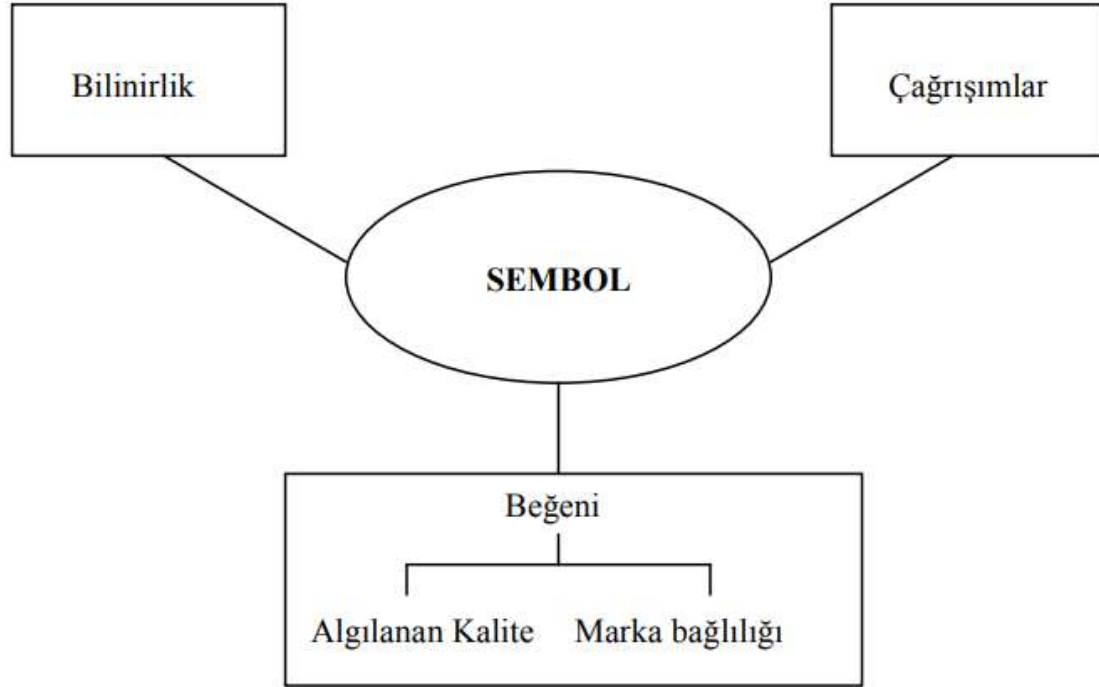 Bilinirlik
Çağrışımlar
SEMBOL
Beğeni
Algılanan Kalite
Marka bağlılığı